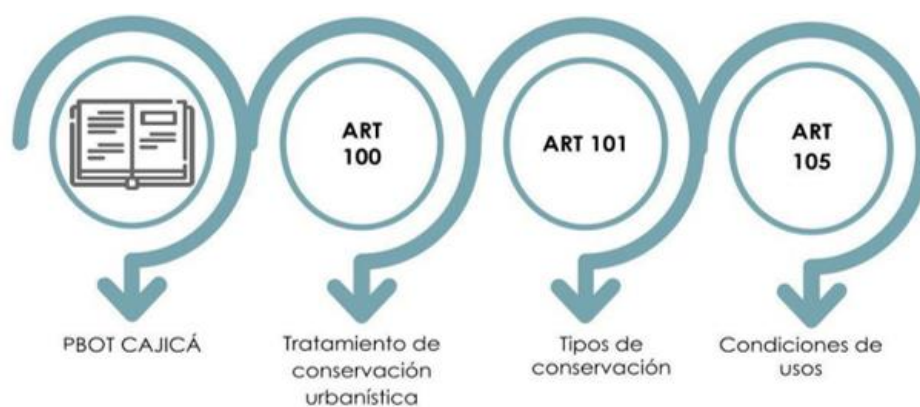 ART
100
ART 101
ART
105
PBOT CAJICÁ
Tratamiento de
conservación
urbanística
Tipos de
conservación
Condiciones de
usos